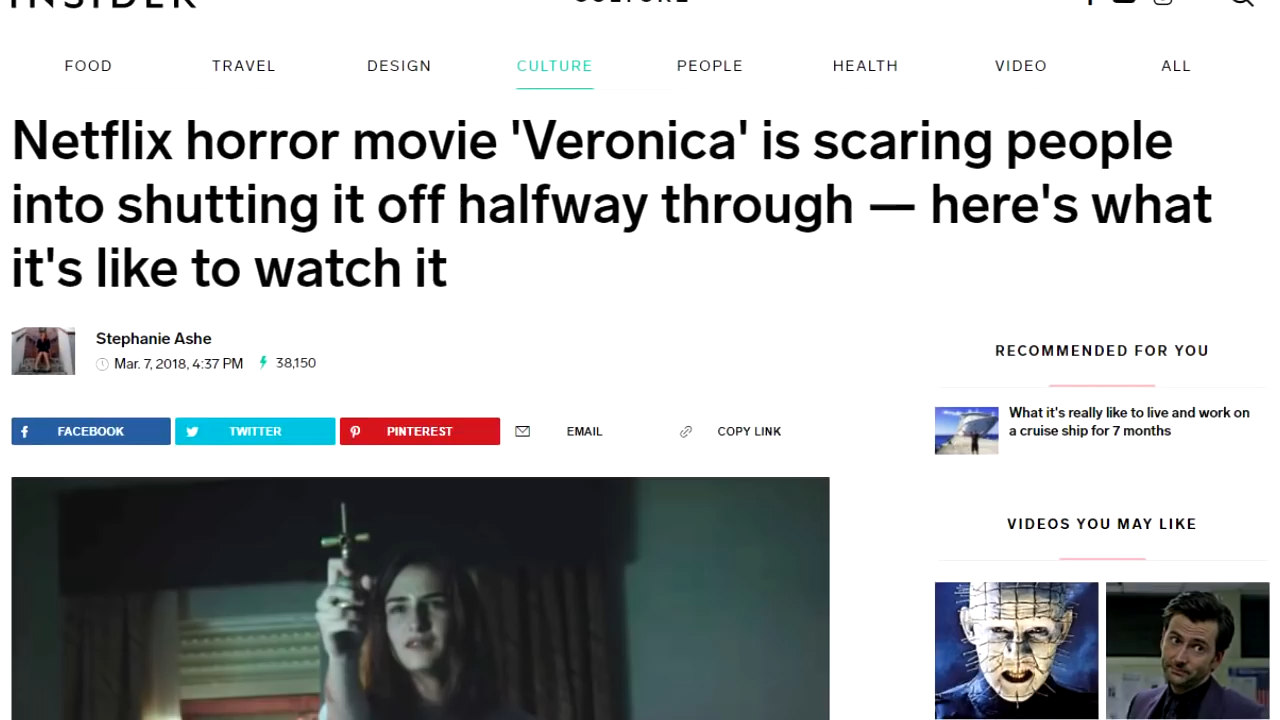 INSIDER
CULTURE
FOOD
TRAVEL
DESIGN
CULTURE
PEOPLE
HEALTH
VIDEO
ALL
Netflix horror movie 'Veronica' is scaring people
into shutting it off halfway through — here's what
it's like to watch it
Stephanie Ashe
Mar. 7, 2018, 4:37 PM
38,150
FACEBOOK
TWITTER
PINTEREST
EMAIL
COPY LINK
RECOMMENDED FOR YOU
What it's really like to live and work on
a cruise ship for 7 months
VIDEOS YOU MAY LIKE